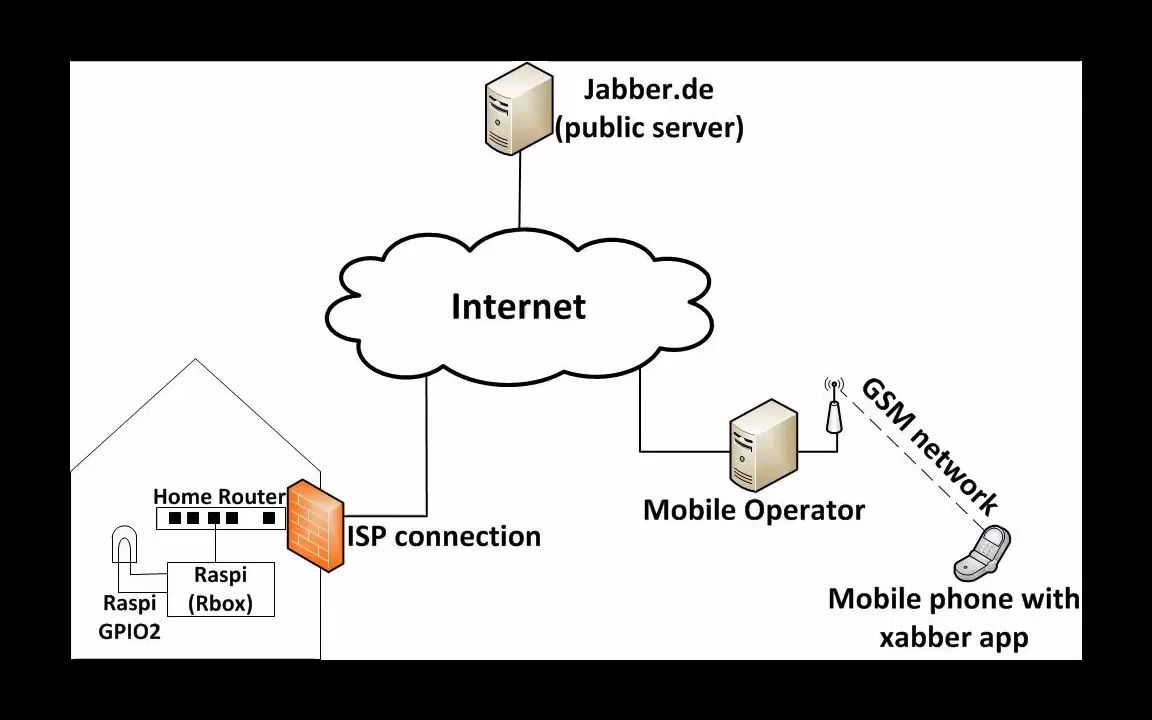 Jabber.de
(public server)
Internet
GSM network
Home Router
Mobile Operator
ISP connection
Raspi
(Rbox)
Raspi
GPIO2
Mobile phone with
xabber app